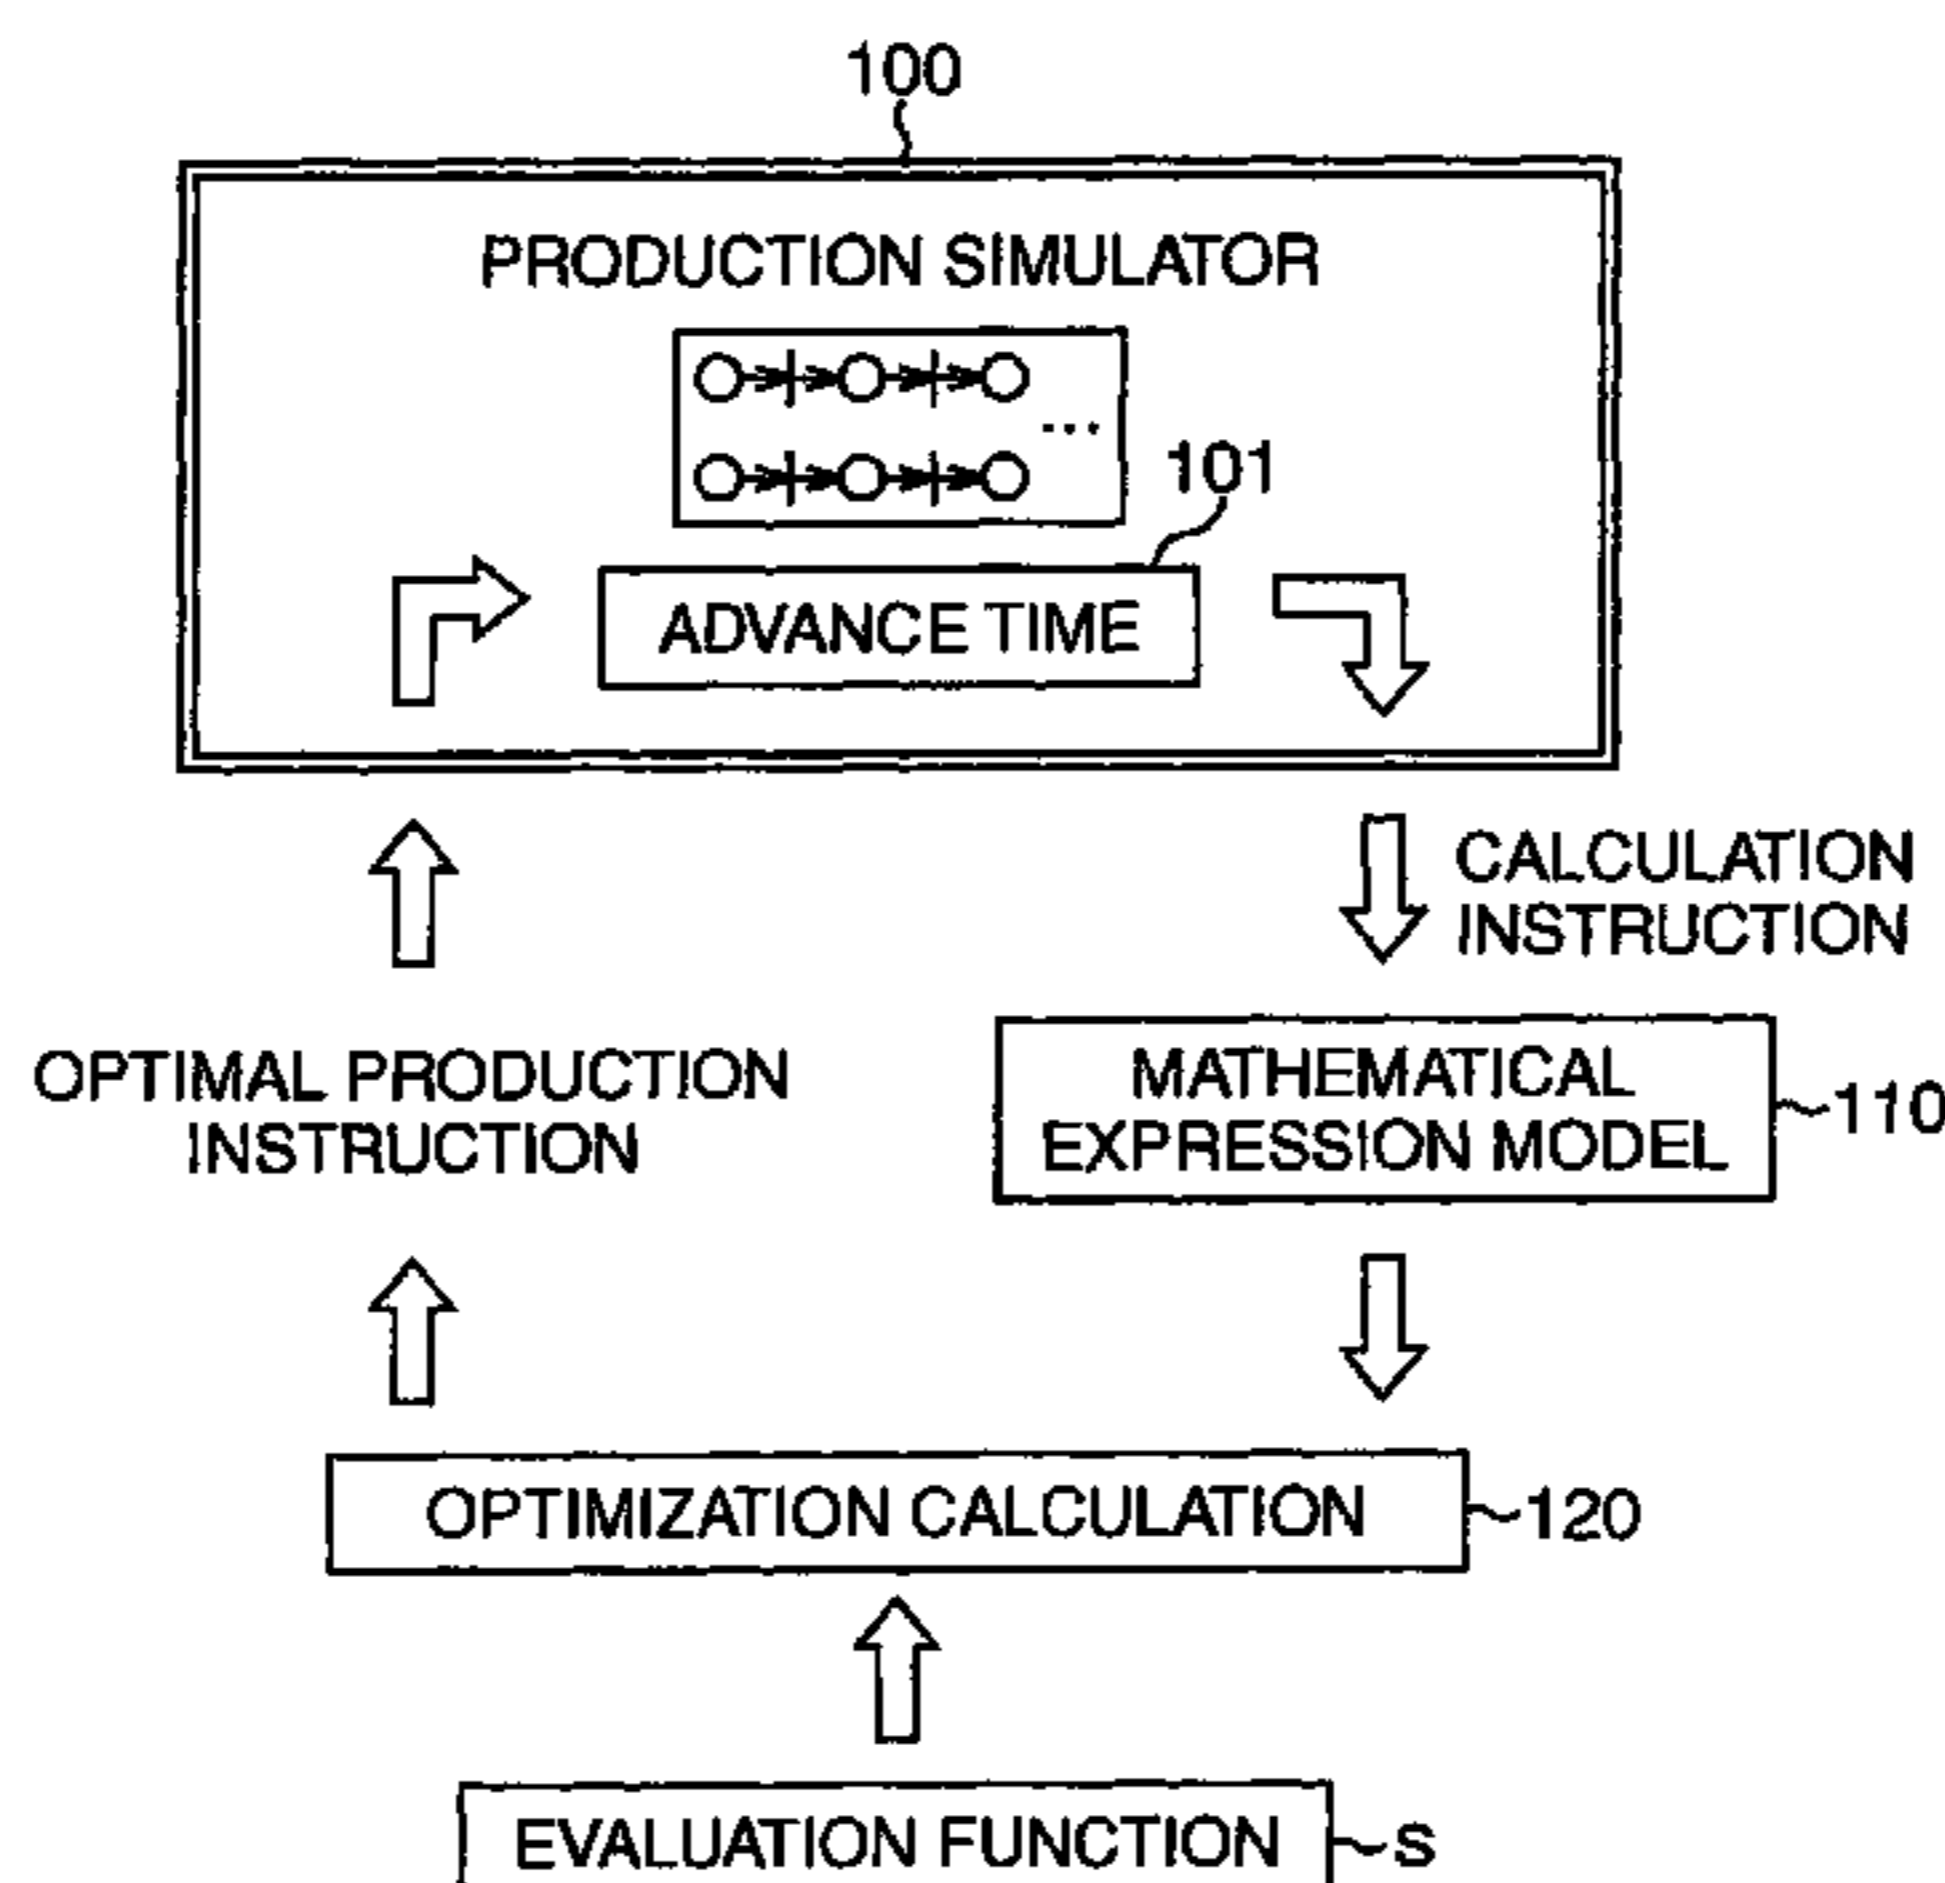 100
PRODUCTION SIMULATOR
...
101
ADVANCE TIME
CALCULATION
INSTRUCTION
OPTIMAL PRODUCTION
INSTRUCTION
MATHEMATICAL
EXPRESSION MODEL
110
OPTIMIZATION CALCULATION
120
EVALUATION FUNCTION
S